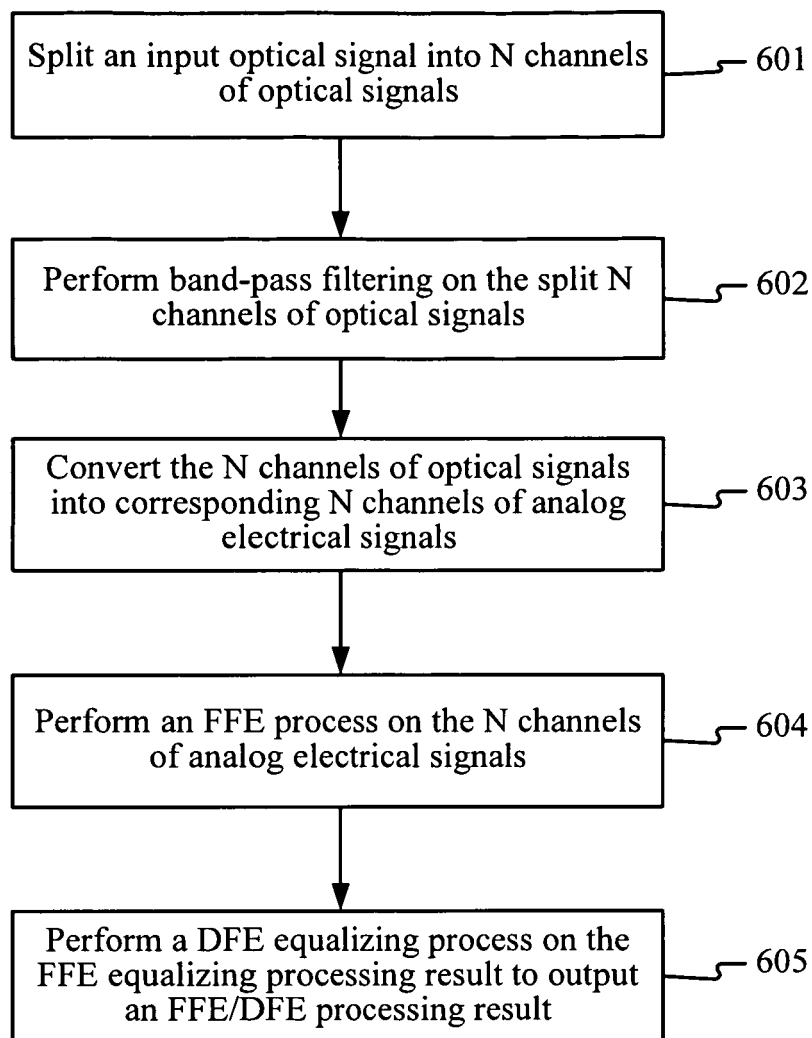 Split an input optical signal into N channels
of optical signals
601
Perform band-pass filtering on the split N
channels of optical signals
602
Convert the N channels of optical signals
into corresponding N channels of analog
electrical signals
603
Perform an FFE process on the N channels
of analog electrical signals
604
Perform a DFE equalizing process on the
FFE equalizing processing result to output
an FFE/DFE processing result
605